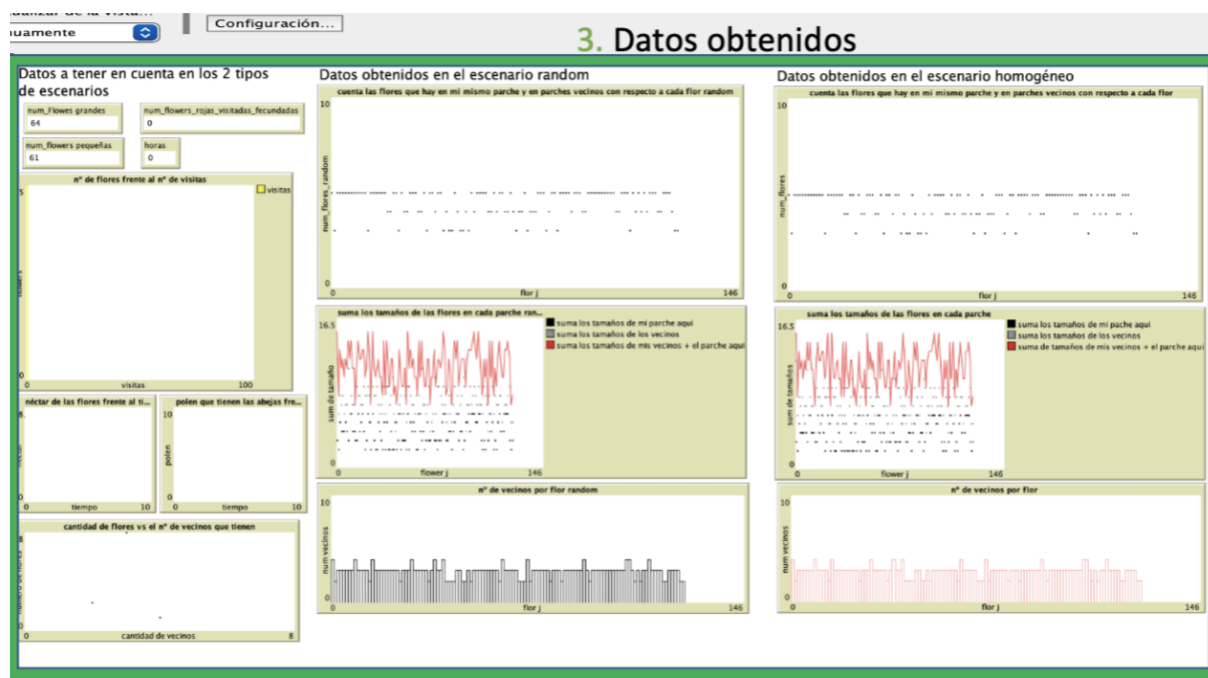 Configuración...
3. Datos obtenidos
Datos a tener en cuenta en los 2 tipos
de escenarios
num_Flowes grandes
64
num_flowers_rojas_visitadas_fecundadas
0
num_flowers pequeñas
61
horas
0
nº de flores frente al nº de visitas
visitas
5
0
0
visitas
100
néctar de las flores frente al ti...
0
0
tiempo
10
polen que tienen las abejas fre...
10
polen
0
0
tiempo
10
cantidad de flores vs el nº de vecinos que tienen
8
0
0
cantidad de vecinos
8
Datos obtenidos en el escenario random
cuenta las flores que hay en mi mismo parche y en parches vecinos con respecto a cada flor random
10
num_flores_random
0
0
flor j
146
suma los tamaños de las flores en cada parche ran...
16.5
sum de tamaño
0
0
flower j
146
suma los tamaños de mi parche aqui
suma los tamaños de los vecinos
suma los tamaños de mis vecinos + el parche aqui
nº de vecinos por flor random
10
num vecinos
0
0
flor j
146
Datos obtenidos en el escenario homogéneo
cuenta las flores que hay en mi mismo parche y en parches vecinos con respecto a cada flor
10
num_flores
0
0
flor j
146
suma los tamaños de las flores en cada parche
16.5
sum de tamaños
0
0
flower j
146
suma los tamaños de mi pache aqui
suma los tamaños de los vecinos
suma de tamaños de mis vecinos + el parche aqui
nº de vecinos por flor
10
num vecinos
0
0
flor j
146